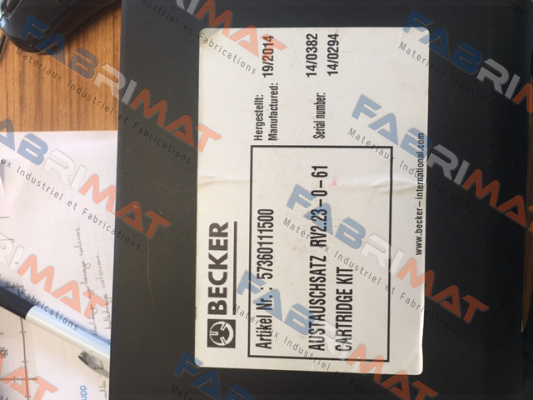 BECKER
Hergestellt:
Manufactured: 19/2014
Serial number: 14/0382
14/0294
Artikel Nr.: 57360111500
AUSTAUSCHSATZ RV2.23-0-61
CARTRIDGE KIT
www.becker-international.com
FABRIMAT
Materiaux Industriel et Fabrications